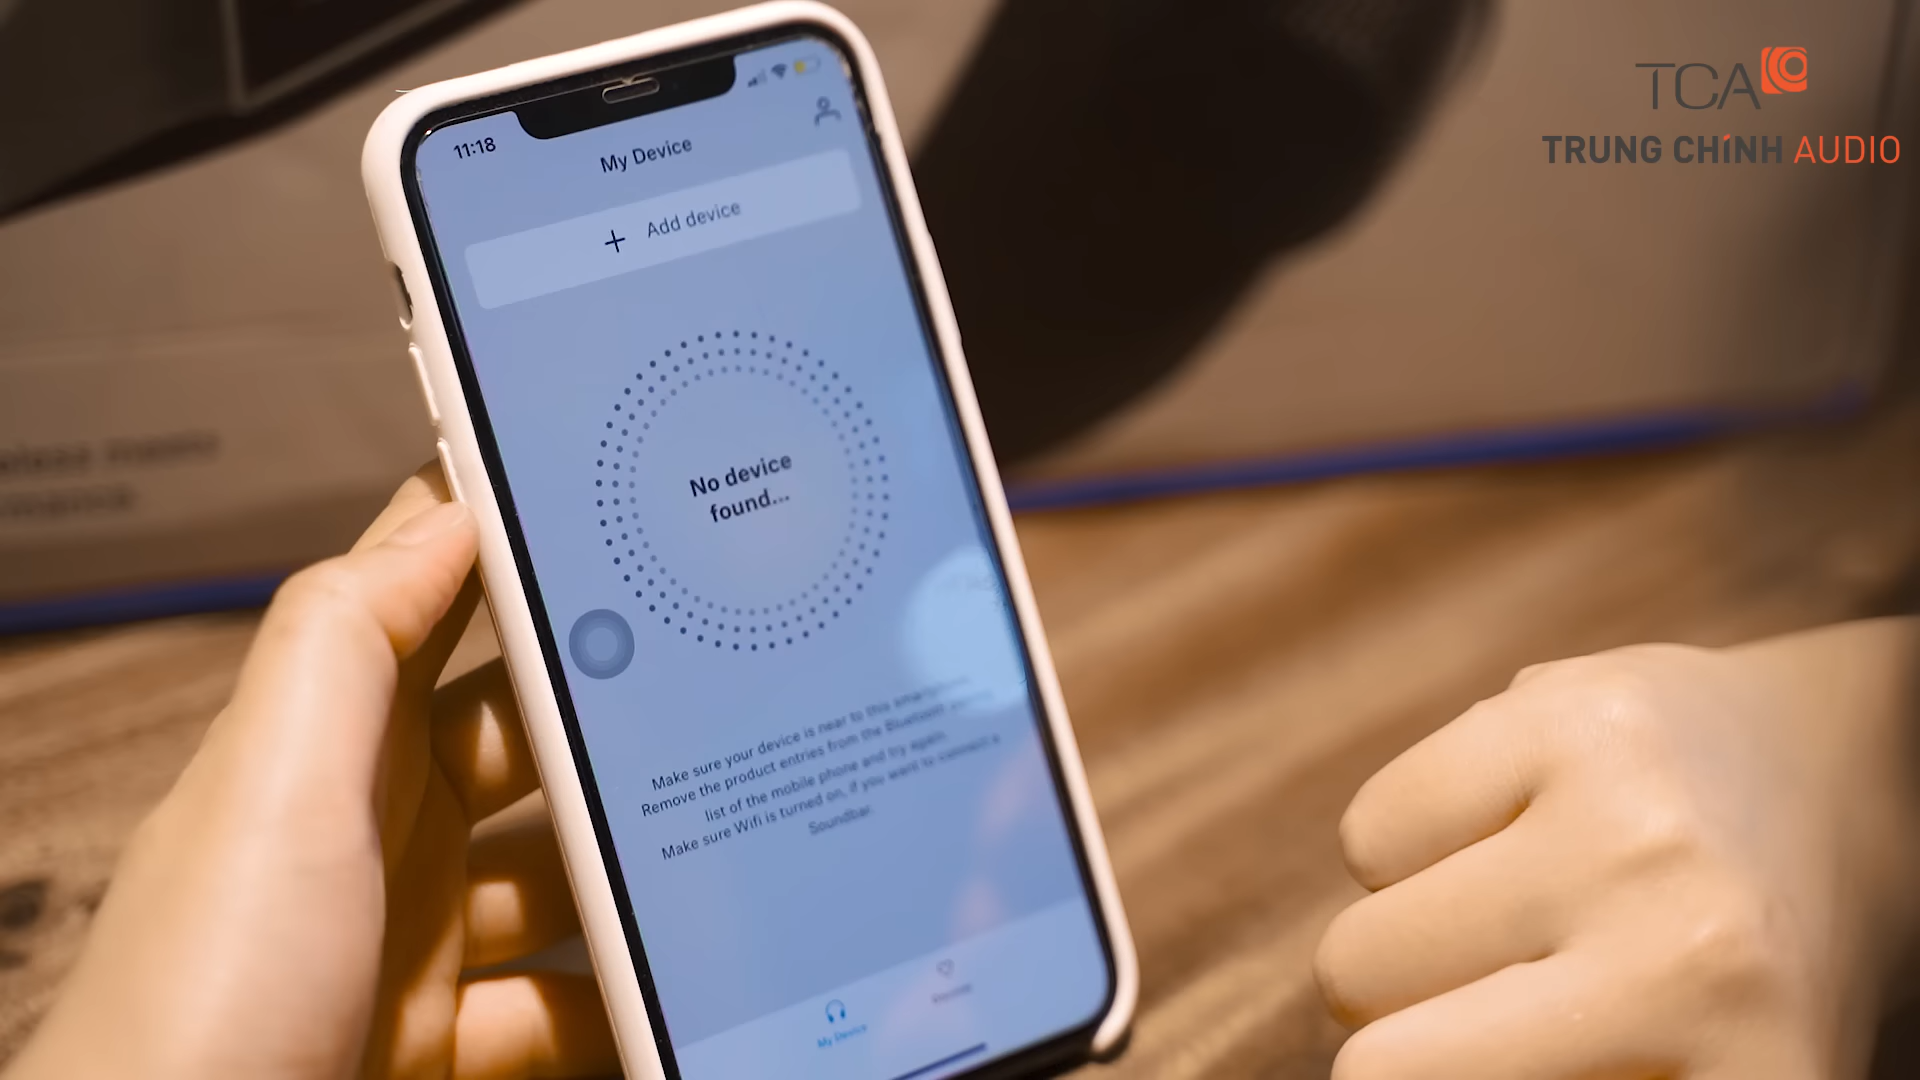 TCA
TRUNG CHÍNH AUDIO
11:18
My Device
+ Add device
No device
found...
Make sure your device is near to this smartphone.
Remove the product entries from the Bluetooth
list of the mobile phone and try again.
Make sure Wifi is turned on, if you want to connect a
Soundbar.
My Device